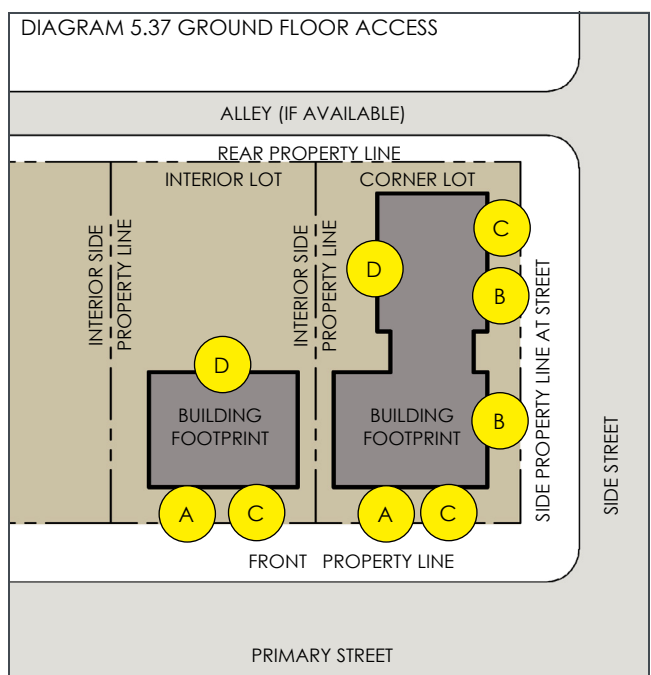 DIAGRAM 5.37 GROUND FLOOR ACCESS
ALLEY (IF AVAILABLE)
REAR PROPERTY LINE
INTERIOR LOT
CORNER LOT
INTERIOR SIDE
PROPERTY LINE
INTERIOR SIDE
PROPERTY LINE
C
D
B
SIDE PROPERTY LINE AT STREET
SIDE STREET
D
BUILDING
FOOTPRINT
BUILDING
FOOTPRINT
B
A
C
A
C
FRONT PROPERTY LINE
PRIMARY STREET